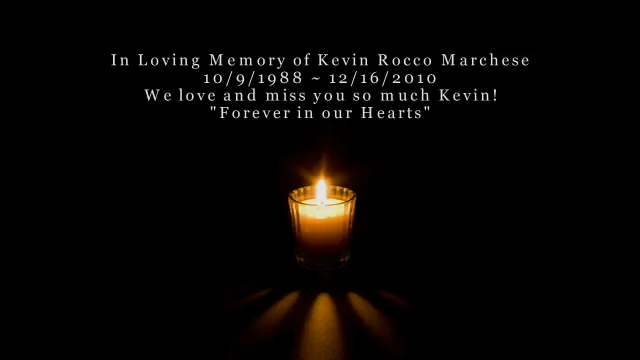 In Loving Memory of Kevin Rocco Marchese
10/9/1988 ~ 12/16/2010
We love and miss you so much Kevin!
"Forever in our Hearts"